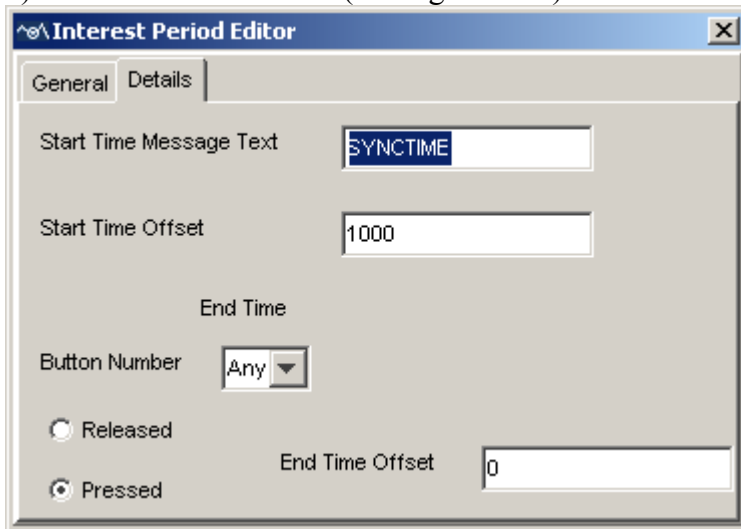 Interest Period Editor
General Details
Start Time Message Text SYNCTIME
Start Time Offset 1000
End Time
Button Number Any
Released
End Time Offset 0
Pressed